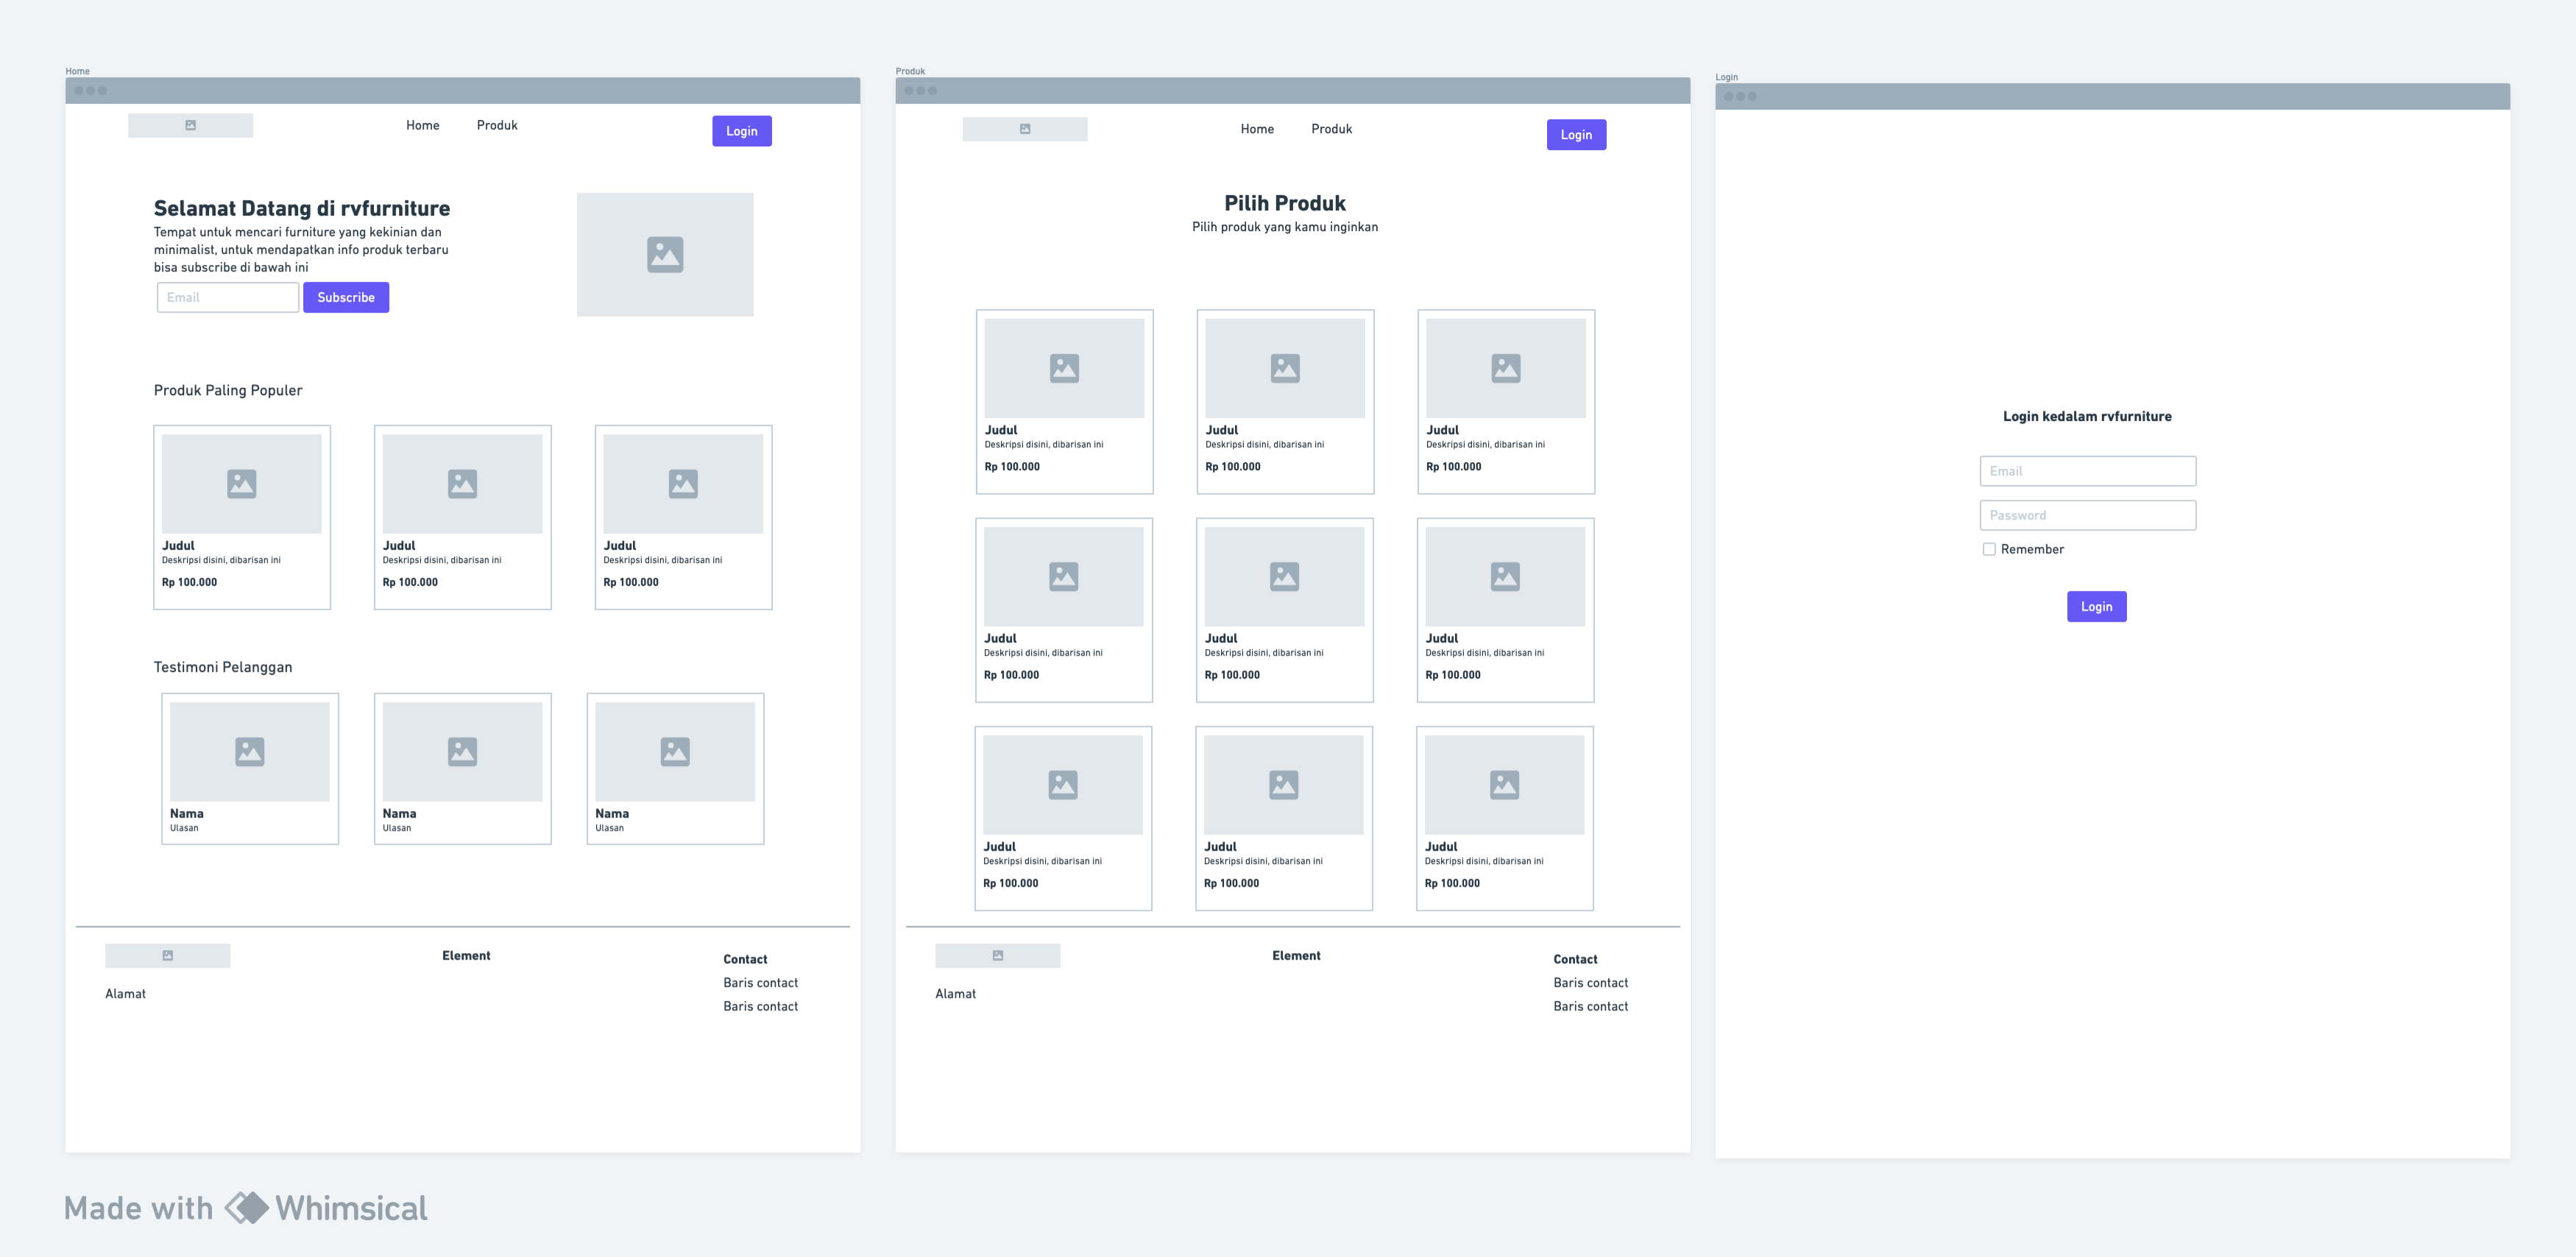 Home
Home Produk Login
Selamat Datang di rvfurniture
Tempat untuk mencari furniture yang kekinian dan
minimalist, untuk mendapatkan info produk terbaru
bisa subscribe di bawah ini
Email Subscribe
Produk Paling Populer
Judul Judul Judul
Deskripsi disini, dibarisan ini Deskripsi disini, dibarisan ini Deskripsi disini, dibarisan ini
Rp 100.000 Rp 100.000 Rp 100.000
Testimoni Pelanggan
Nama Nama Nama
Ulasan Ulasan Ulasan
Element
Contact
Alamat
Baris contact
Baris contact
Produk
Home Produk Login
Pilih Produk
Pilih produk yang kamu inginkan
Judul Judul Judul
Deskripsi disini, dibarisan ini Deskripsi disini, dibarisan ini Deskripsi disini, dibarisan ini
Rp 100.000 Rp 100.000 Rp 100.000
Judul Judul Judul
Deskripsi disini, dibarisan ini Deskripsi disini, dibarisan ini Deskripsi disini, dibarisan ini
Rp 100.000 Rp 100.000 Rp 100.000
Judul Judul Judul
Deskripsi disini, dibarisan ini Deskripsi disini, dibarisan ini Deskripsi disini, dibarisan ini
Rp 100.000 Rp 100.000 Rp 100.000
Element
Contact
Alamat
Baris contact
Baris contact
Login
Login kedalam rvfurniture
Email
Password
Remember
Login
Made with Whimsical